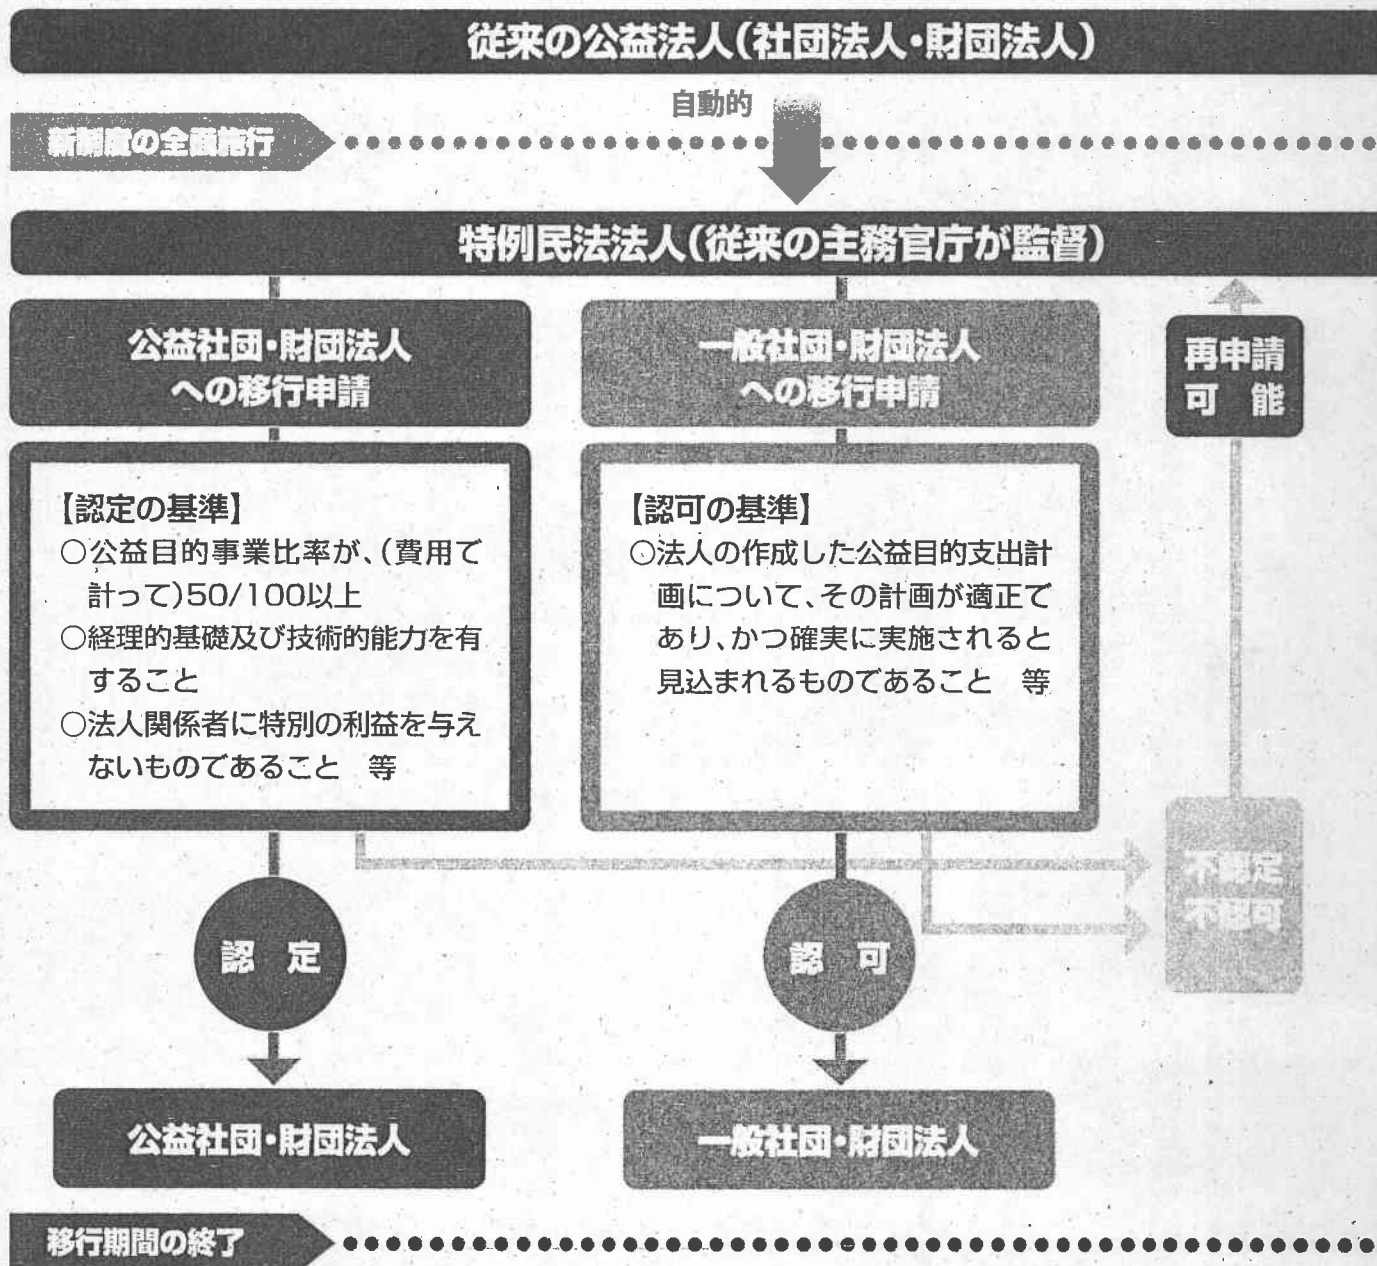 従来の公益法人(社団法人・財団法人)
自動的
新制度の全面施行
特例民法法人(従来の主務官庁が監督)
公益社団・財団法人
への移行申請
一般社団・財団法人
への移行申請
再申請
可 能
【認定の基準】
○公益目的事業比率が、(費用で
計って)50/100以上
○経理的基礎及び技術的能力を有
すること
○法人関係者に特別の利益を与え
ないものであること 等
【認可の基準】
○法人の作成した公益目的支出計
画について、その計画が適正で
あり、かつ確実に実施されると
見込まれるものであること 等
不認定
不認可
認 定
認 可
公益社団・財団法人
一般社団・財団法人
移行期間の終了